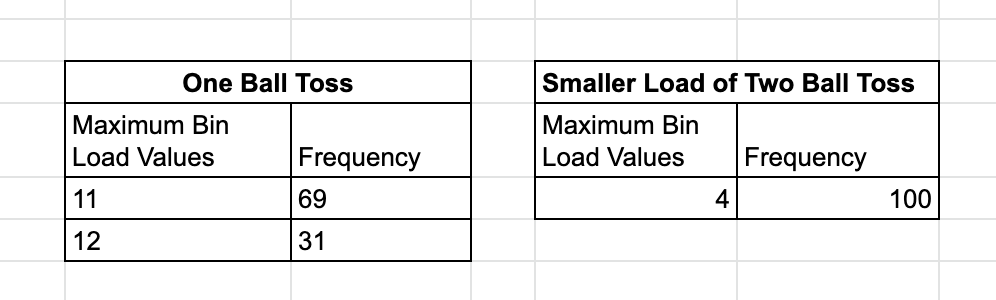 One Ball Toss
Maximum Bin
Load Values
Frequency
11
69
12
31
Smaller Load of Two Ball Toss
Maximum Bin
Load Values
Frequency
4
100